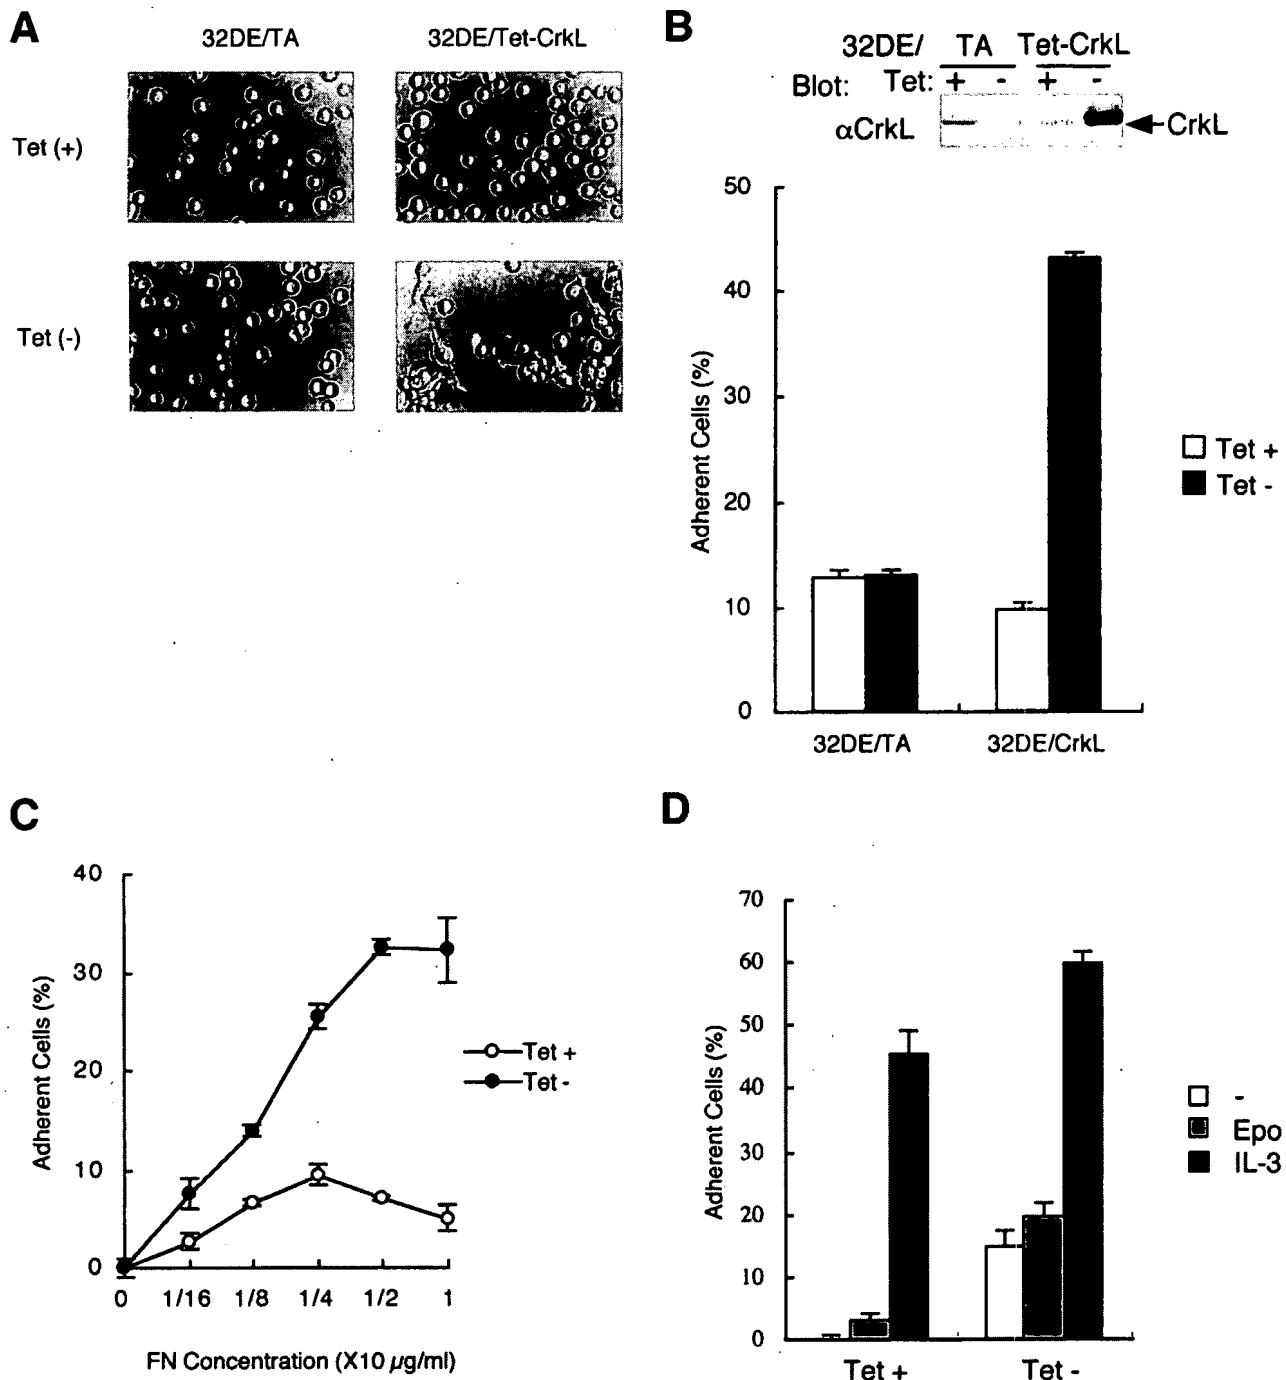 A
32DE/TA
32DE/Tet-CrkL
Tet (+)
Tet (-)
B
32DE/ TA Tet-CrkL
Blot: Tet: + - + -
αCrkL
CrkL
50
40
30
20
10
0
Adherent Cells (%)
32DE/TA
32DE/CrkL
Tet +
Tet -
C
40
30
20
10
0
Adherent Cells (%)
0 1/16 1/8 1/4 1/2 1
FN Concentration (X10 µg/ml)
Tet +
Tet -
D
70
60
50
40
30
20
10
0
Adherent Cells (%)
Tet +
Tet -
-
Epo
IL-3